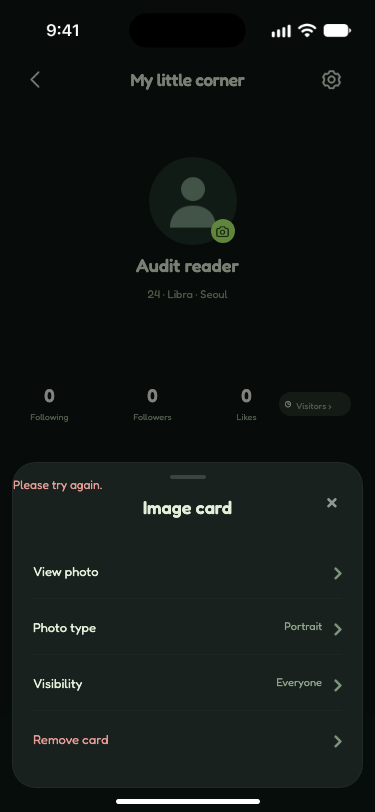 9:41
My little corner
Audit reader
24 · Libra · Seoul
0 0 0
Following Followers Likes
Visitors ›
Please try again.
Image card
View photo
Photo type Portrait
Visibility Everyone
Remove card